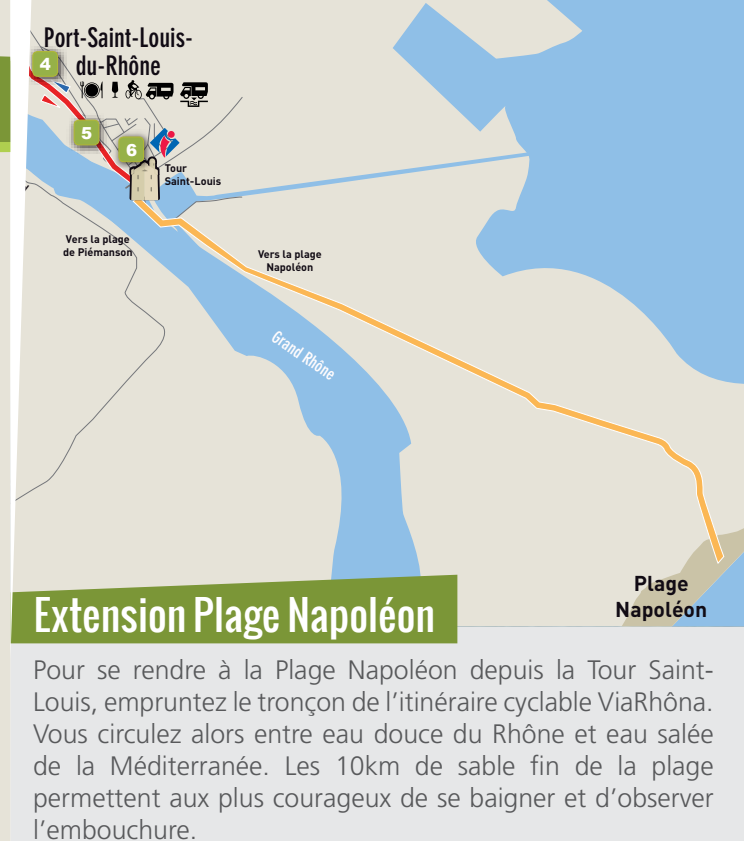 Port-Saint-Louis-
du-Rhône
4
5
6
Tour
Saint-Louis
Vers la plage
de Piémanson
Vers la plage
Napoléon
Grand Rhône
Plage
Napoléon
Extension Plage Napoléon
Pour se rendre à la Plage Napoléon depuis la Tour Saint-
Louis, empruntez le tronçon de l’itinéraire cyclable ViaRhôna.
Vous circulez alors entre eau douce du Rhône et eau salée
de la Méditerranée. Les 10km de sable fin de la plage
permettent aux plus courageux de se baigner et d’observer
l’embouchure.